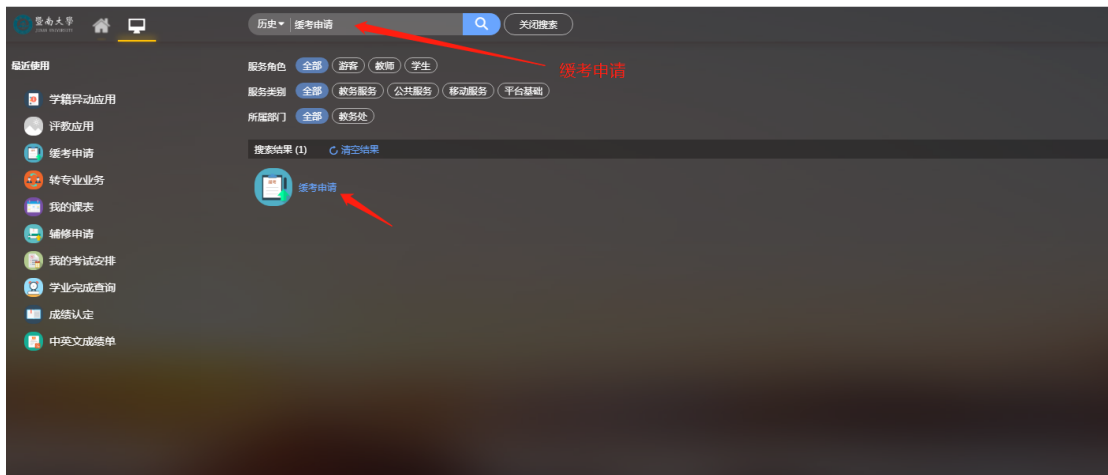 暨南大學
JINAN UNIVERSITY
历史 缓考申请
关闭搜索
最近使用
学籍异动应用
评教应用
缓考申请
转专业业务
我的课表
辅修申请
我的考试安排
学业完成查询
成绩认定
中英文成绩单
服务角色 全部 游客 教师 学生
缓考申请
服务类别 全部 教务服务 公共服务 移动服务 平台基础
所属部门 全部 教务处
搜索结果 (1) 清空结果
缓考申请